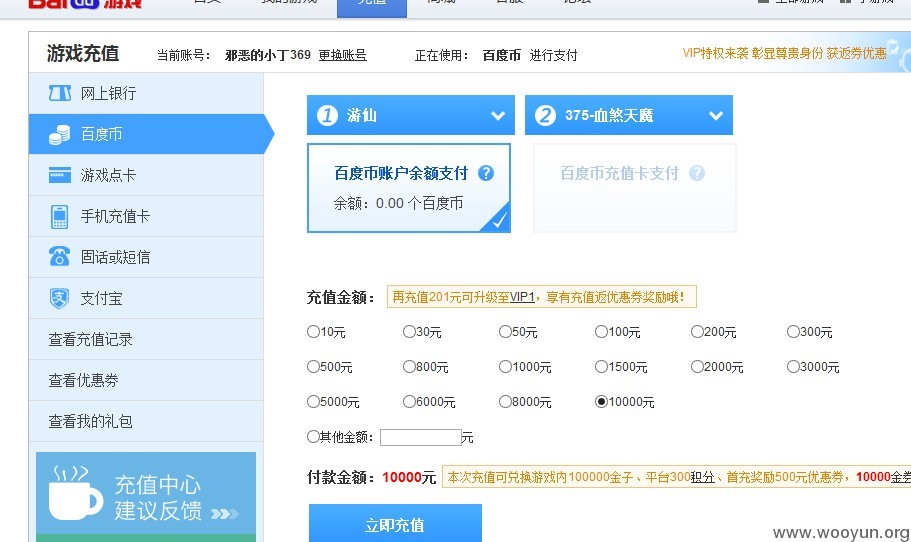 Bai 游戏
充值
游戏充值 当前账号： 邪恶的小丁369 更换账号 正在使用： 百度币 进行支付 VIP特权来袭 彰显尊贵身份 获返券优惠
网上银行
百度币
游戏点卡
手机充值卡
固话或短信
支付宝
查看充值记录
查看优惠券
查看我的礼包
充值中心
建议反馈 >>>
1 游仙 2 375-血煞天魔
百度币账户余额支付 ? 百度币充值卡支付 ?
余额：0.00 个百度币
充值金额： 再充值201元可升级至VIP1，享有充值返优惠券奖励哦！
10元 30元 50元 100元 200元 300元
500元 800元 1000元 1500元 2000元 3000元
5000元 6000元 8000元 10000元
其他金额： 元
付款金额：10000元 本次充值可兑换游戏内100000金子、平台300积分、首充奖励500元优惠券，10000金券
立即充值
www.wooyun.org